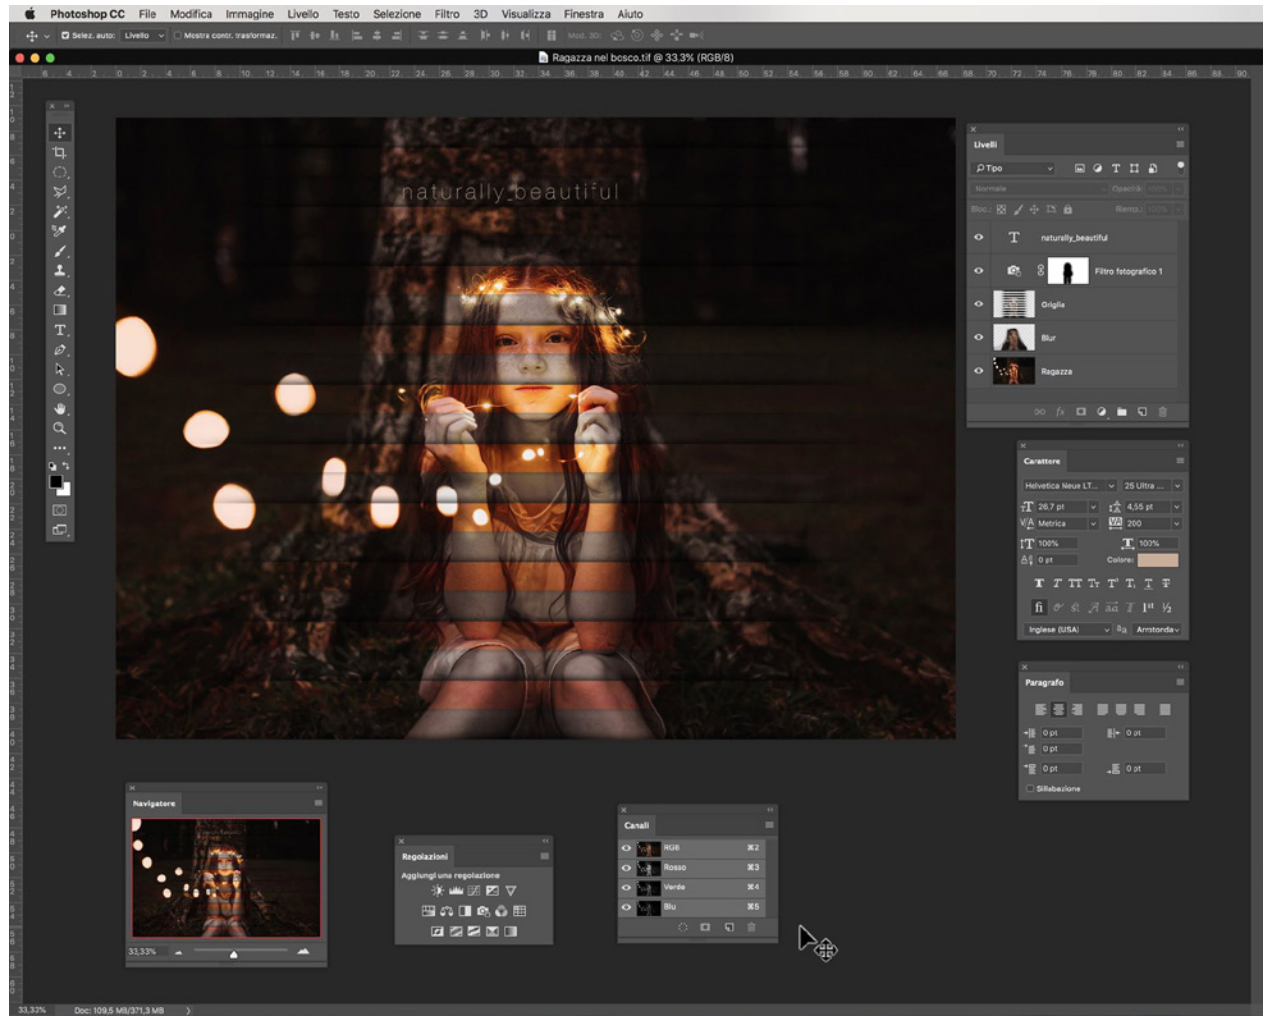 Photoshop CC File Modifica Immagine Livello Testo Selezione Filtro 3D Visualizza Finestra Aiuto
Selez. auto: Livello Mostra contr. trasformaz. Mod. 3D:
Ragazza nel bosco.tif @ 33,3% (RGB/8)
naturally_beautiful
Livelli
Tipo
Normale Opacità: 100%
Bloc.: Riemp.: 100%
naturally_beautiful
Filtro fotografico 1
Griglia
Blur
Ragazza
Carattere
Helvetica Neue LT... 25 Ultra ...
26,7 pt 4,55 pt
Metrica 200
100% 100%
0 pt Colore:
Inglese (USA) aa Arrotonda
Paragrafo
0 pt 0 pt
0 pt
0 pt 0 pt
Sillabazione
Navigatore
33,33%
Regolazioni
Aggiungi una regolazione
Canali
RGB ⌘2
Rosso ⌘3
Verde ⌘4
Blu ⌘5
33,33% Doc: 109,5 MB/371,3 MB